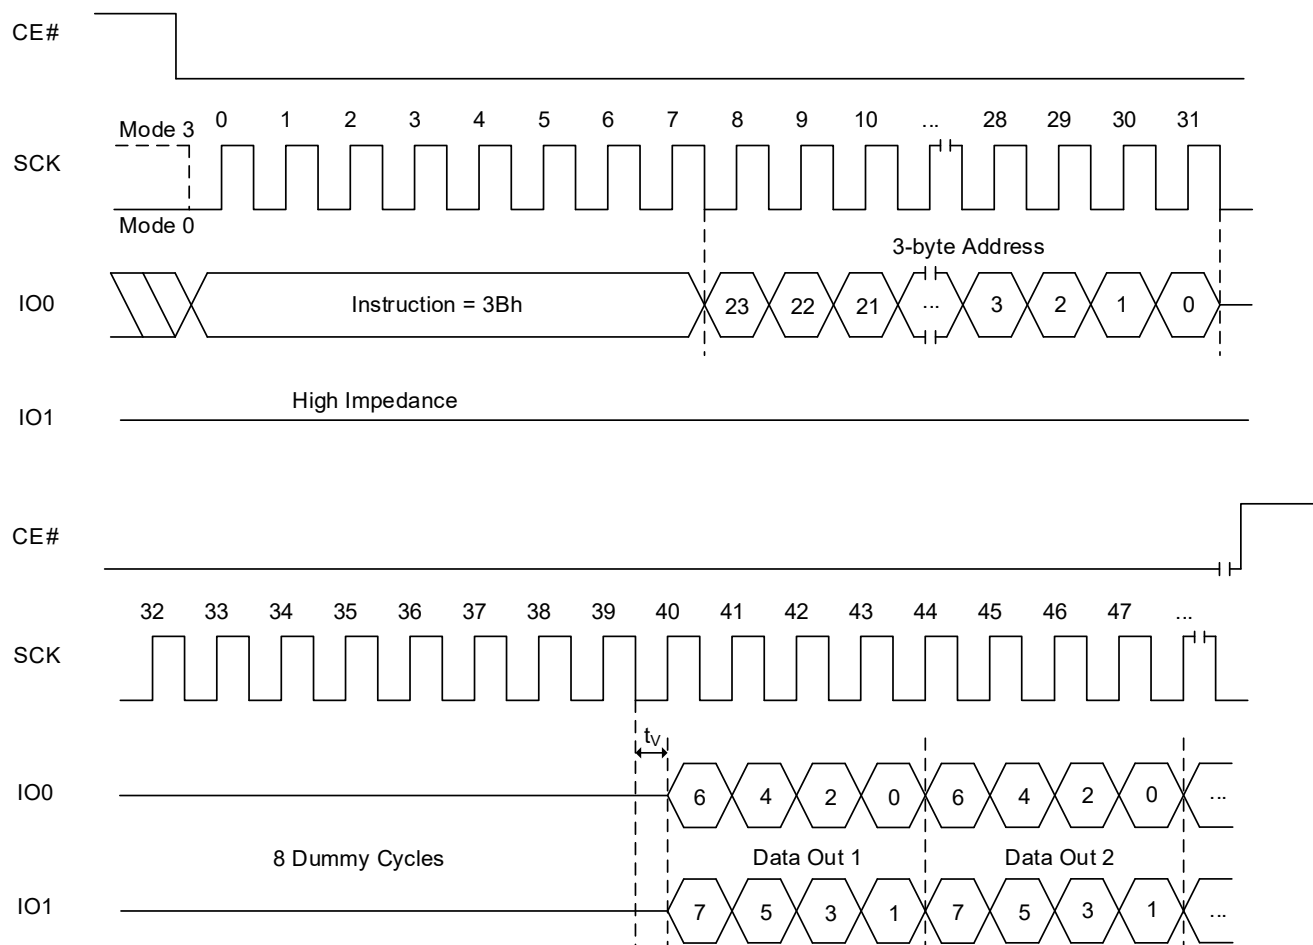 CE#
0 1 2 3 4 5 6 7 8 9 10 ... 28 29 30 31
Mode 3
SCK
Mode 0
3-byte Address
IO0 Instruction = 3Bh 23 22 21 ... 3 2 1 0
High Impedance
IO1
CE#
32 33 34 35 36 37 38 39 40 41 42 43 44 45 46 47 ...
SCK
tV
IO0 6 4 2 0 6 4 2 0 ...
8 Dummy Cycles Data Out 1 Data Out 2
IO1 7 5 3 1 7 5 3 1 ...